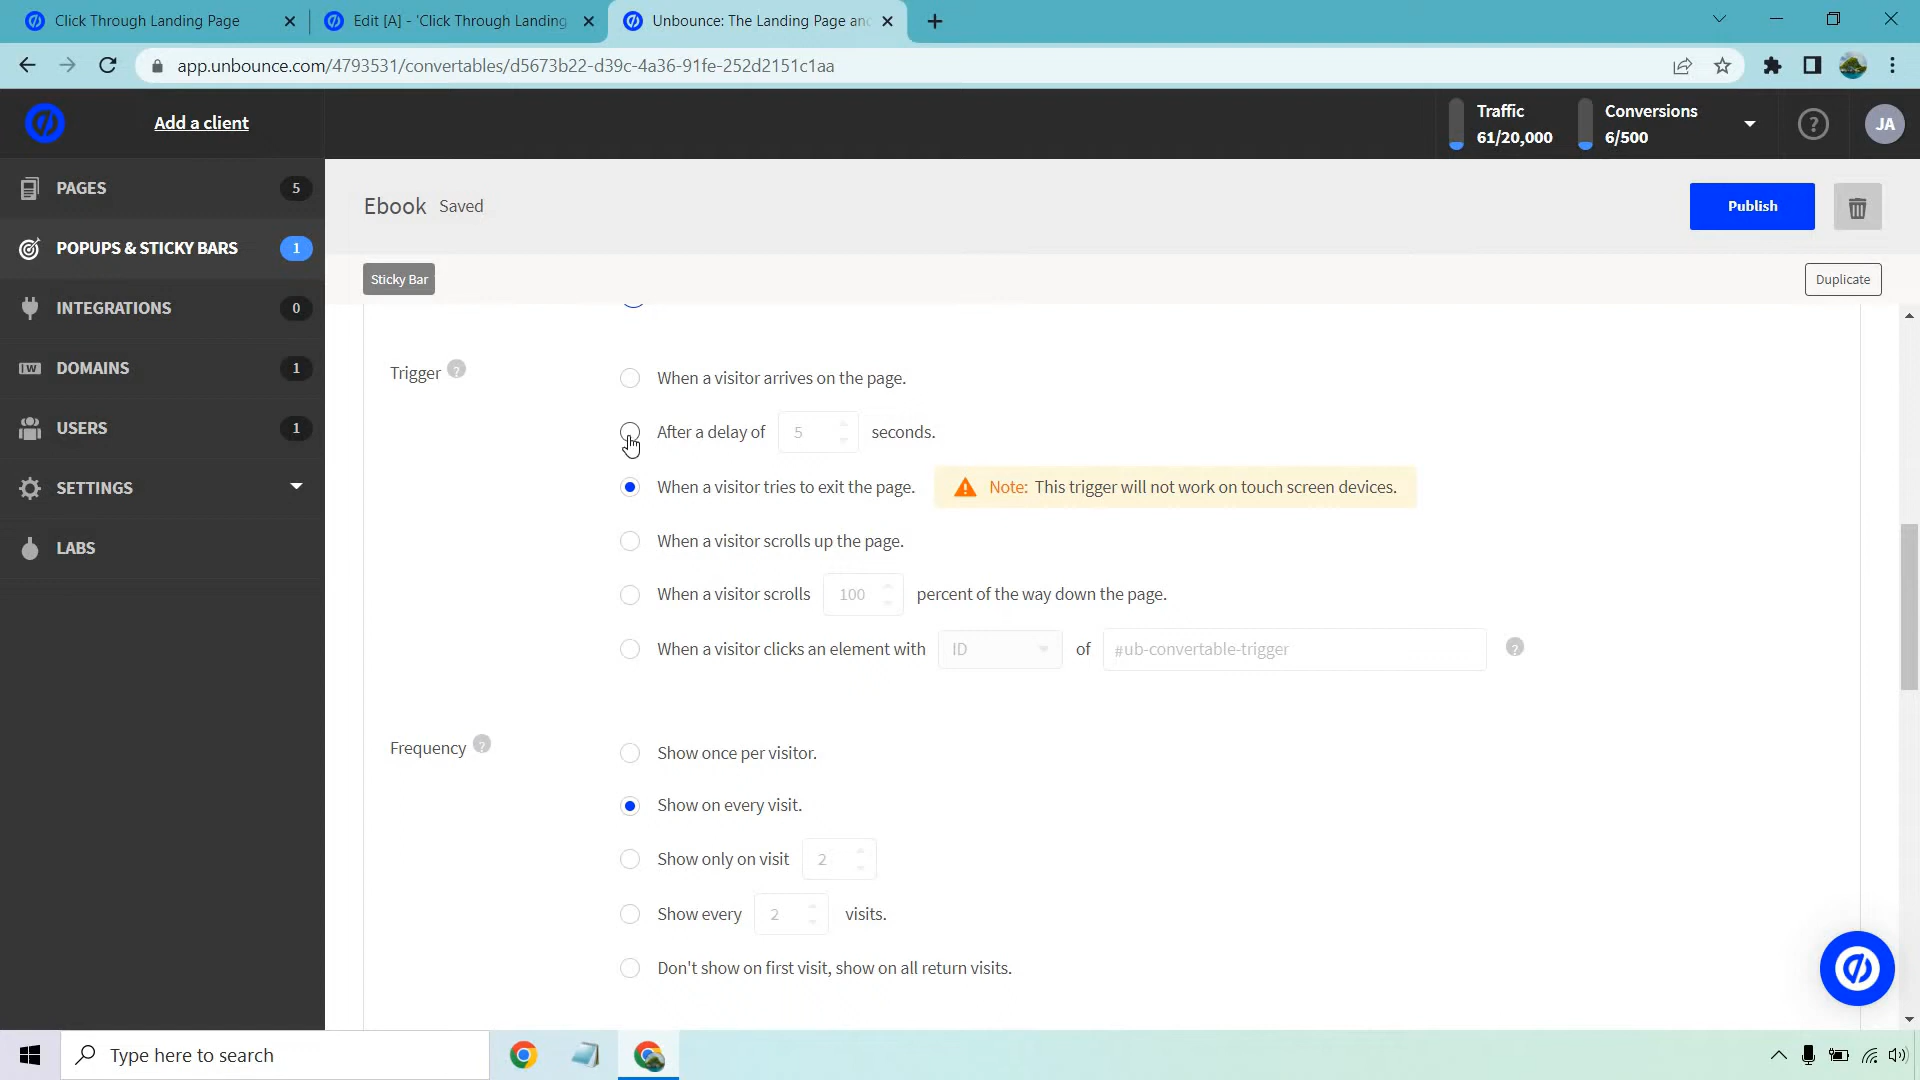 Click Through Landing Page
Edit [A] - 'Click Through Landing
Unbounce: The Landing Page an
app.unbounce.com/4793531/convertables/d5673b22-d39c-4a36-91fe-252d2151c1aa
Add a client
Traffic
61/20,000
Conversions
6/500
?
JA
PAGES 5
POPUPS & STICKY BARS 1
INTEGRATIONS 0
DOMAINS 1
USERS 1
SETTINGS
LABS
Ebook Saved
Publish
Sticky Bar
Duplicate
Trigger ?
When a visitor arrives on the page.
After a delay of 5 seconds.
When a visitor tries to exit the page. Note: This trigger will not work on touch screen devices.
When a visitor scrolls up the page.
When a visitor scrolls 100 percent of the way down the page.
When a visitor clicks an element with ID of #ub-convertable-trigger ?
Frequency ?
Show once per visitor.
Show on every visit.
Show only on visit 2
Show every 2 visits.
Don't show on first visit, show on all return visits.
Type here to search